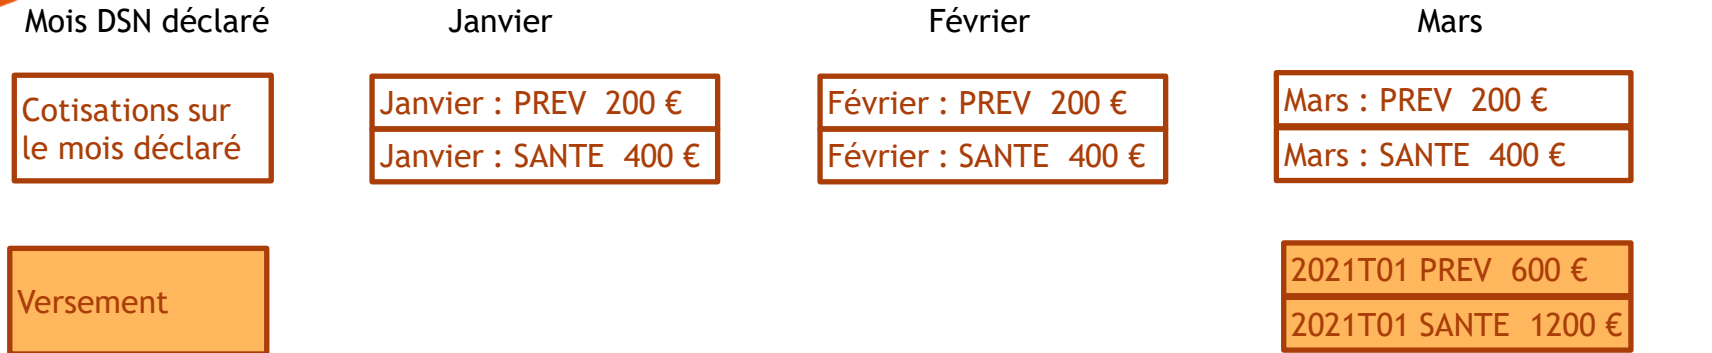 Mois DSN déclaré
Janvier
Février
Mars
Cotisations sur
le mois déclaré
Janvier : PREV 200 €
Janvier : SANTE 400 €
Février : PREV 200 €
Février : SANTE 400 €
Mars : PREV 200 €
Mars : SANTE 400 €
Versement
2021T01 PREV 600 €
2021T01 SANTE 1200 €